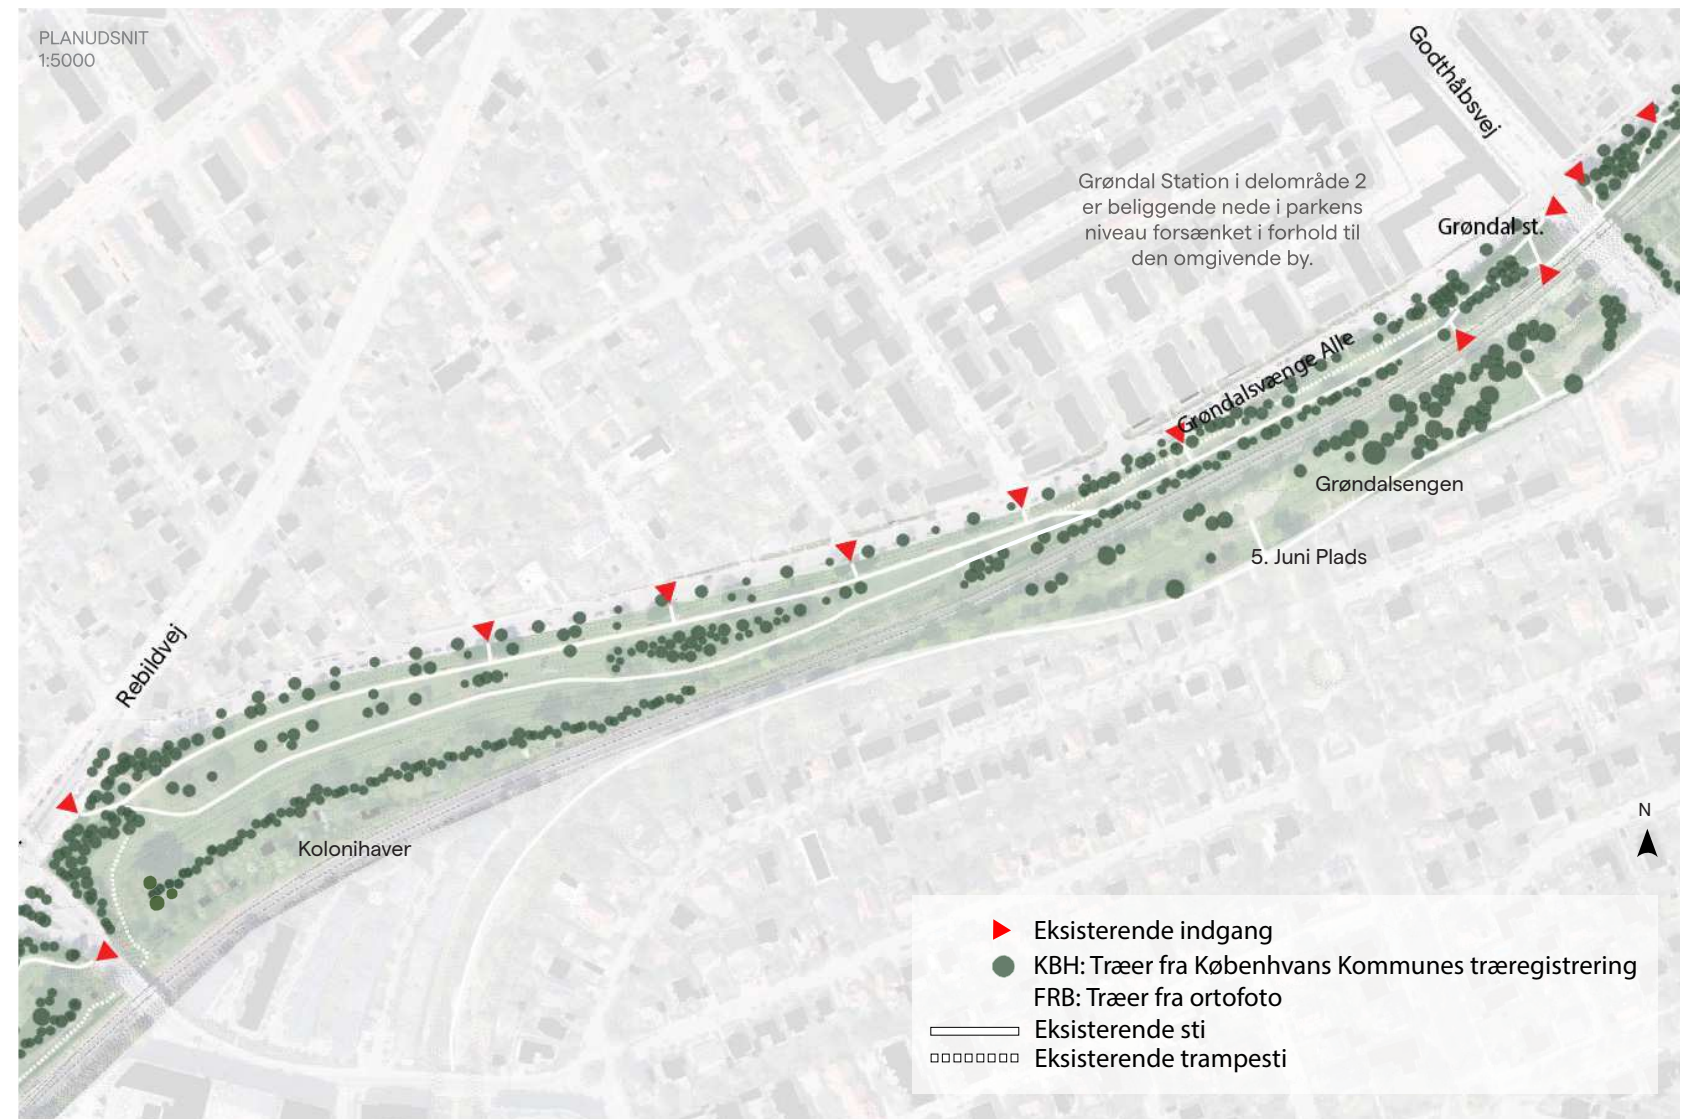 PLANUDSNIT
1:5000
Godthåbsvej
Grøndal Station i delområde 2
er beliggende nede i parkens
niveau forsænket i forhold til
den omgivende by.
Grøndal st.
Grøndalsvænge Alle
Grøndalsengen
5. Juni Plads
Rebildvej
Kolonihaver
N
Eksisterende indgang
KBH: Træer fra Københvans Kommunes træregistrering
FRB: Træer fra ortofoto
Eksisterende sti
Eksisterende trampesti